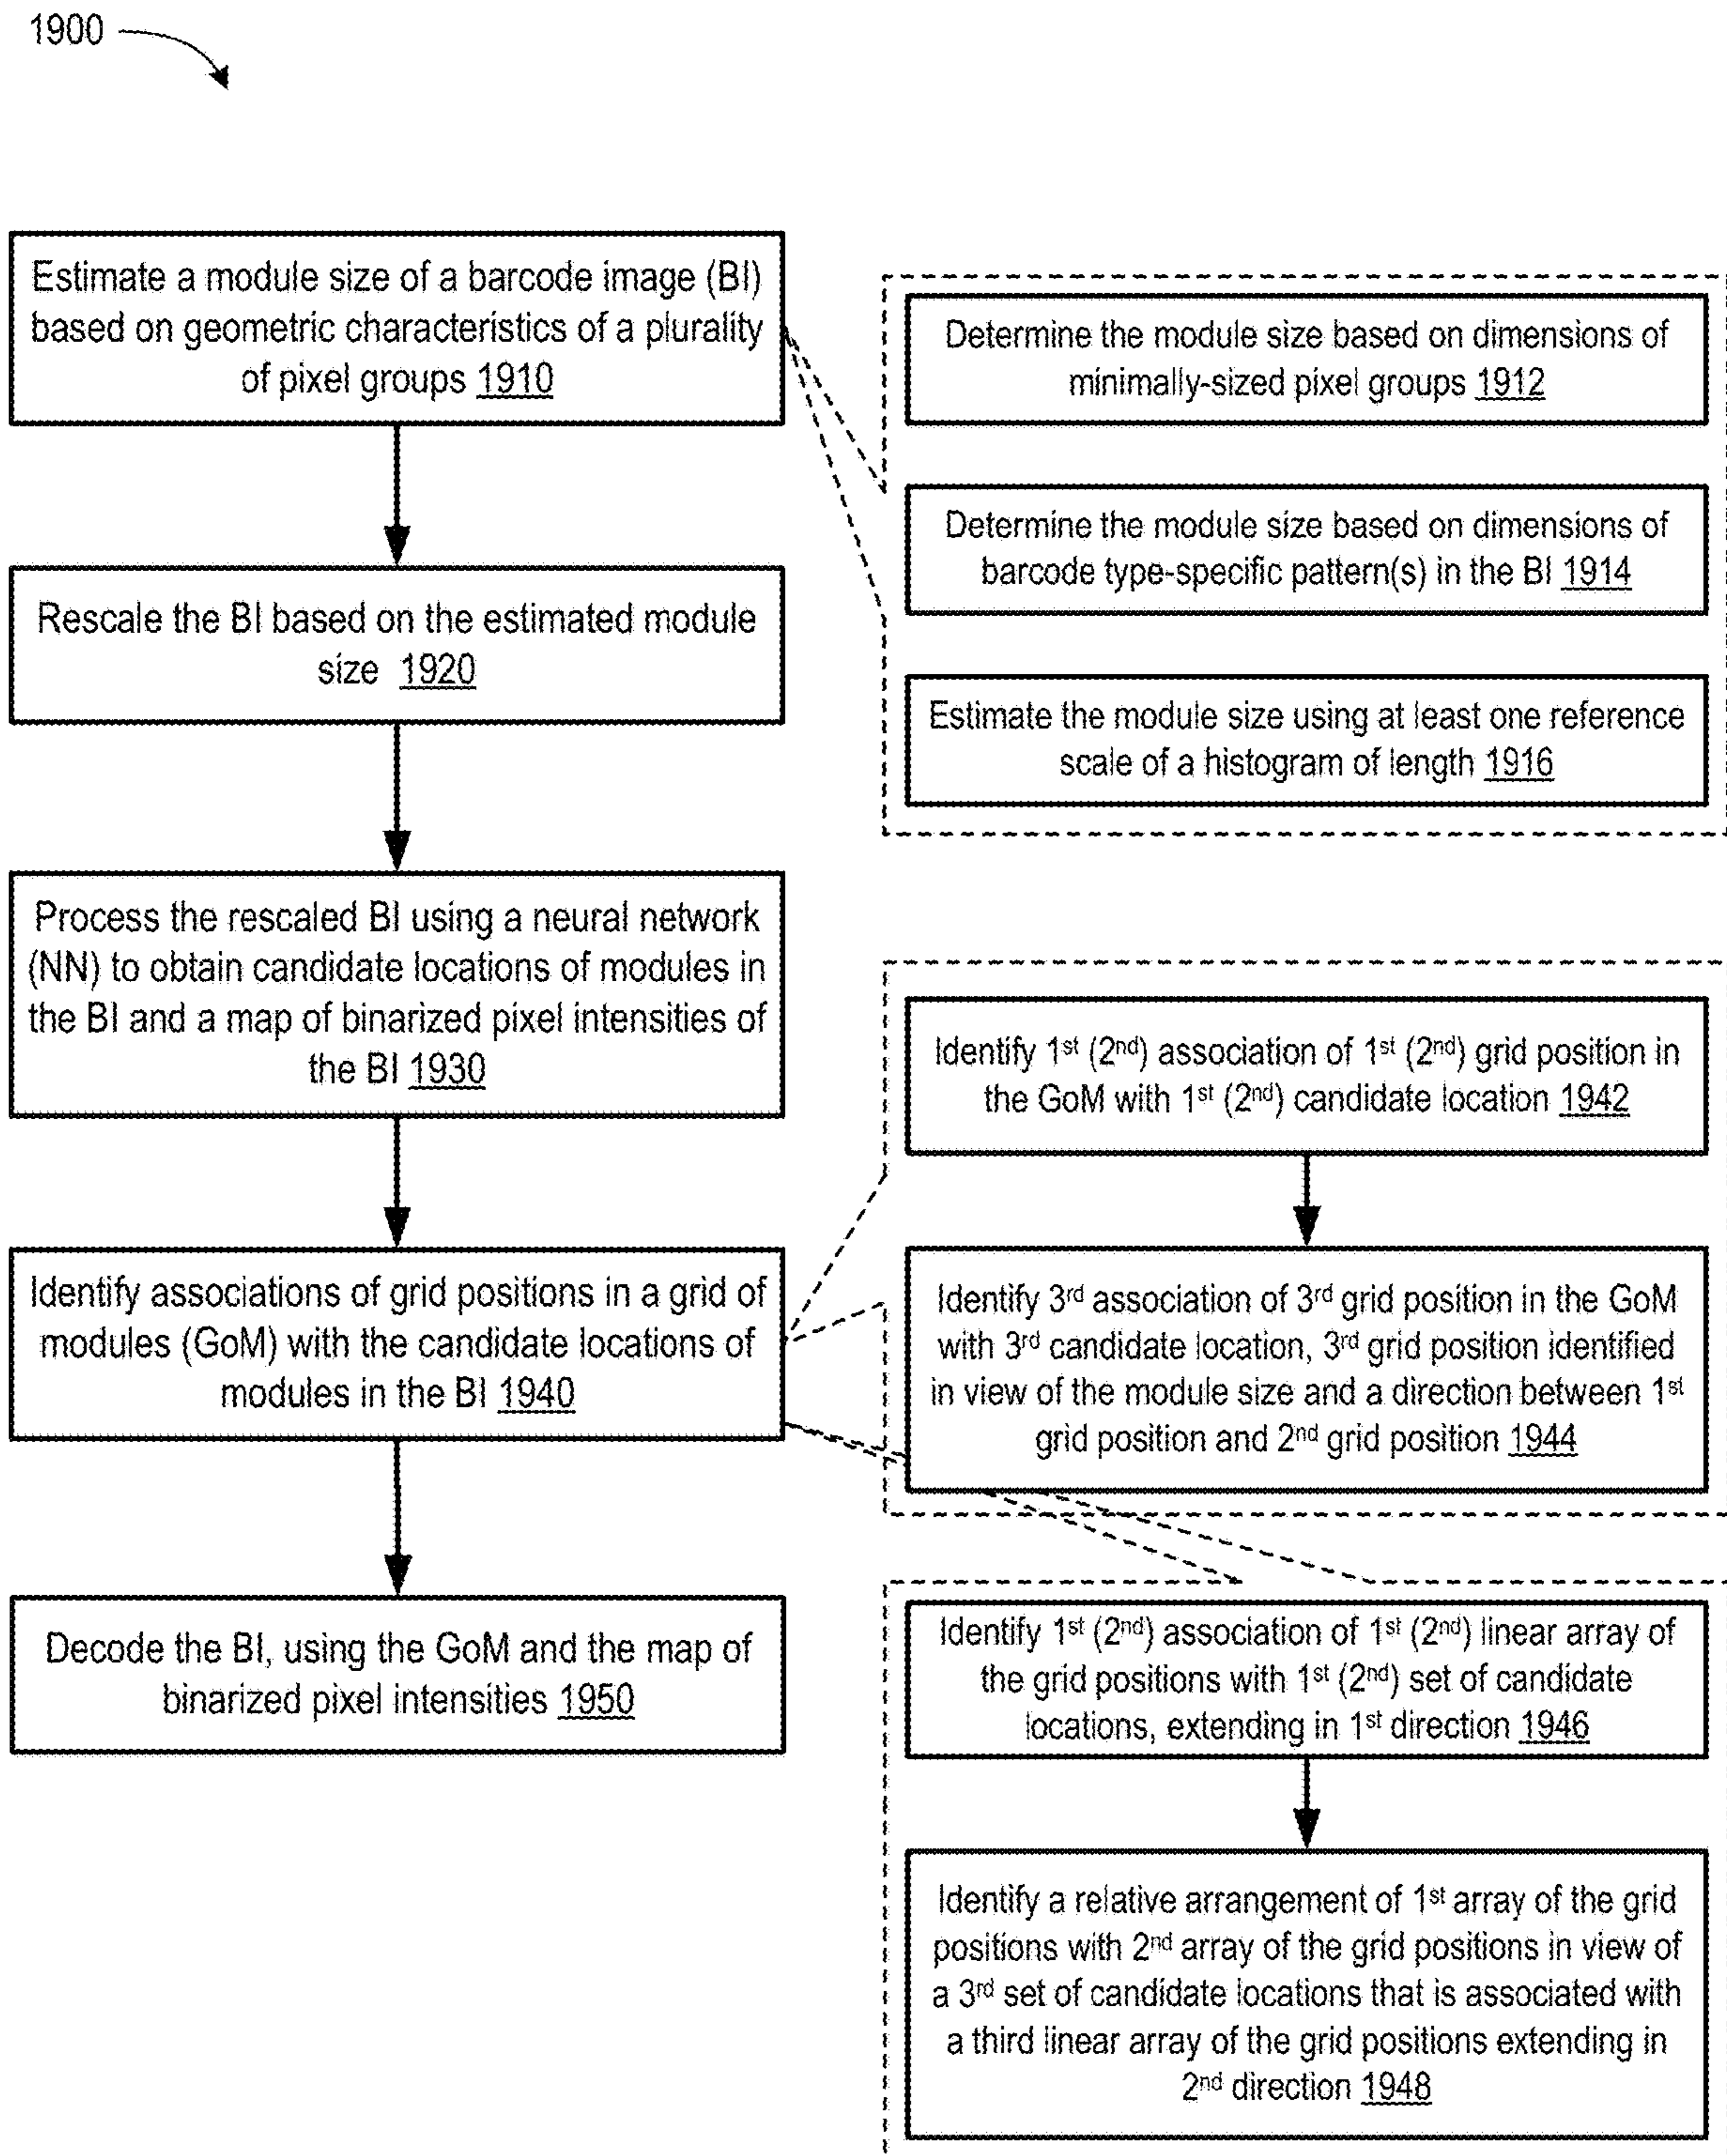 1900
Estimate a module size of a barcode image (BI)
based on geometric characteristics of a plurality
of pixel groups 1910
Determine the module size based on dimensions of
minimally-sized pixel groups 1912
Determine the module size based on dimensions of
barcode type-specific pattern(s) in the BI 1914
Estimate the module size using at least one reference
scale of a histogram of length 1916
Rescale the BI based on the estimated module
size 1920
Process the rescaled BI using a neural network
(NN) to obtain candidate locations of modules in
the BI and a map of binarized pixel intensities of
the BI 1930
Identify associations of grid positions in a grid of
modules (GoM) with the candidate locations of
modules in the BI 1940
Identify 1st (2nd) association of 1st (2nd) grid position in
the GoM with 1st (2nd) candidate location 1942
Identify 3rd association of 3rd grid position in the GoM
with 3rd candidate location, 3rd grid position identified
in view of the module size and a direction between 1st
grid position and 2nd grid position 1944
Identify 1st (2nd) association of 1st (2nd) linear array of
the grid positions with 1st (2nd) set of candidate
locations, extending in 1st direction 1946
Identify a relative arrangement of 1st array of the grid
positions with 2nd array of the grid positions in view of
a 3rd set of candidate locations that is associated with
a third linear array of the grid positions extending in
2nd direction 1948
Decode the BI, using the GoM and the map of
binarized pixel intensities 1950